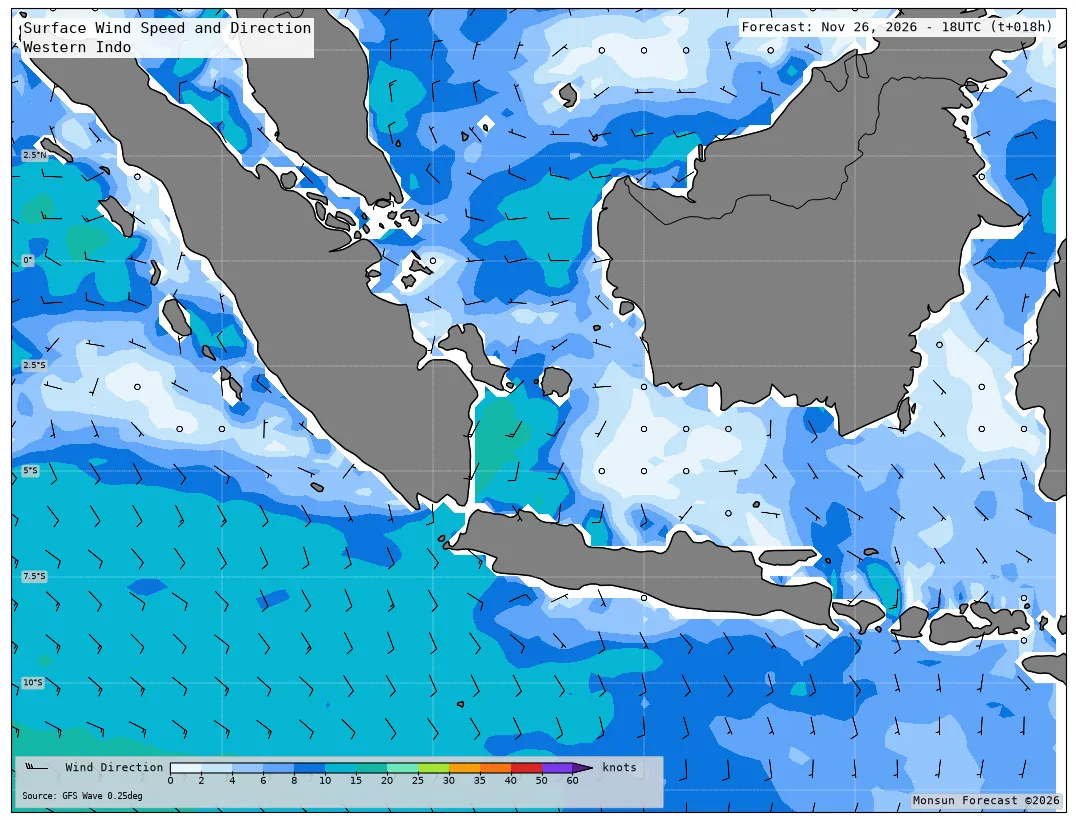 Surface Wind Speed and Direction
Western Indo
Forecast: Nov 26, 2026 - 18UTC (t+018h)
2.5°N
0°
2.5°S
5°S
7.5°S
10°S
Wind Direction
0 2 4 6 8 10 15 20 25 30 35 40 50 60
knots
Source: GFS Wave 0.25deg
Monsun Forecast ©2026